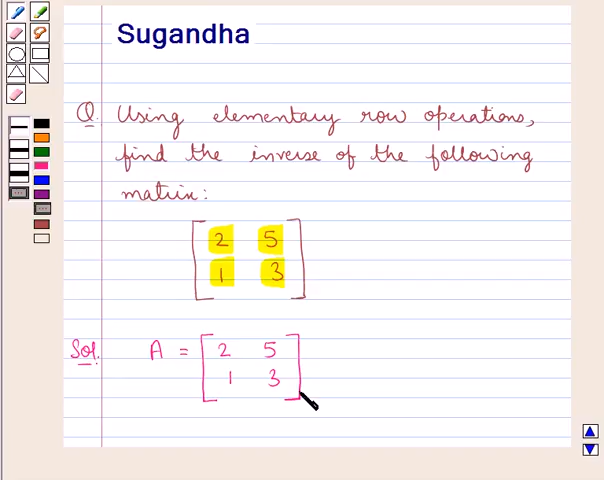 Sugandha
Q. Using elementary row operations,
find the inverse of the following
matrix:
2 5
1 3
Sol. A = 2 5
1 3